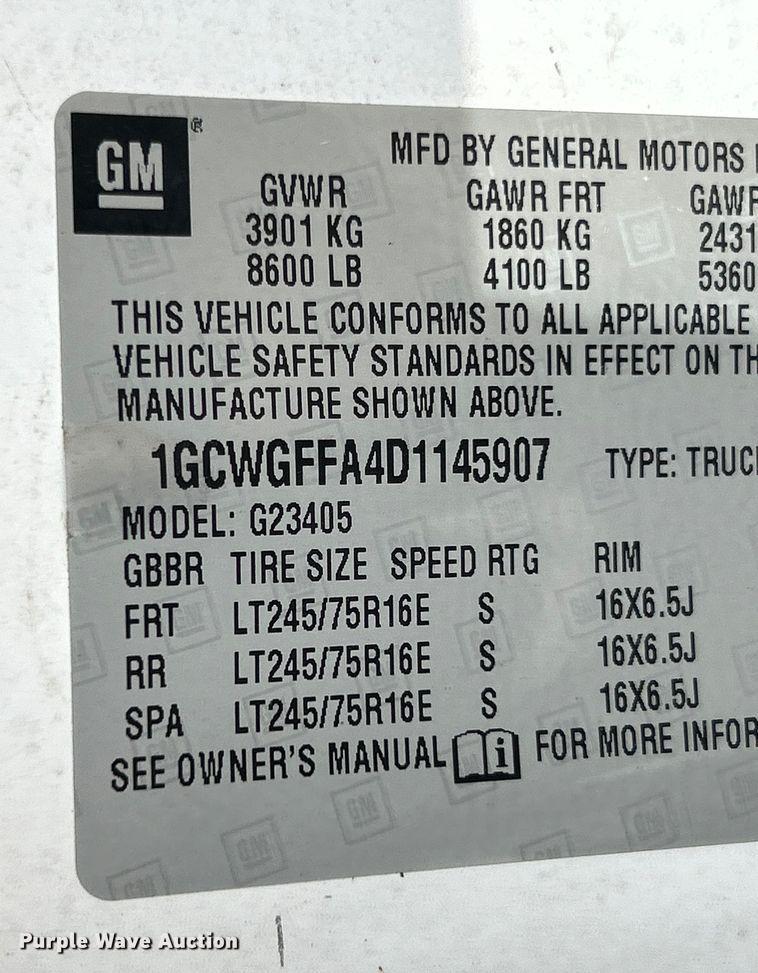 GM ®
MFD BY GENERAL MOTORS
GVWR GAWR FRT GAWR
3901 KG 1860 KG 2431
8600 LB 4100 LB 5360
THIS VEHICLE CONFORMS TO ALL APPLICABLE
VEHICLE SAFETY STANDARDS IN EFFECT ON TH
MANUFACTURE SHOWN ABOVE.
1GCWGFFA4D1145907 TYPE: TRUC
MODEL: G23405
GBBR TIRE SIZE SPEED RTG RIM
FRT LT245/75R16E S 16X6.5J
RR LT245/75R16E S 16X6.5J
SPA LT245/75R16E S 16X6.5J
SEE OWNER'S MANUAL i FOR MORE INFOR
Purple Wave Auction